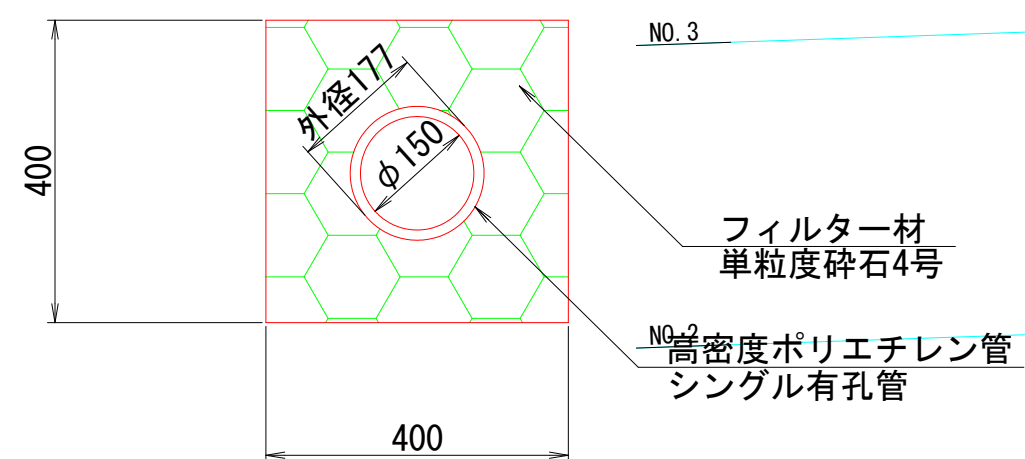 NO.3
外径177
φ150
400
フィルター材
単粒度砕石4号
NO.2
高密度ポリエチレン管
シングル有孔管
400